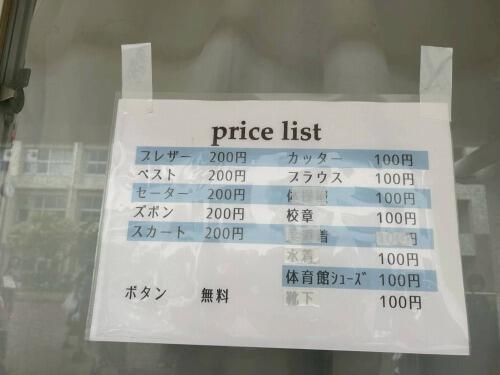 price list
ブレザー 200円 カッター 100円
ベスト 200円 ブラウス 100円
セーター 200円 100円
ズボン 200円 校章 100円
スカート 200円
100円
体育館シューズ 100円
ボタン 無料 靴下 100円